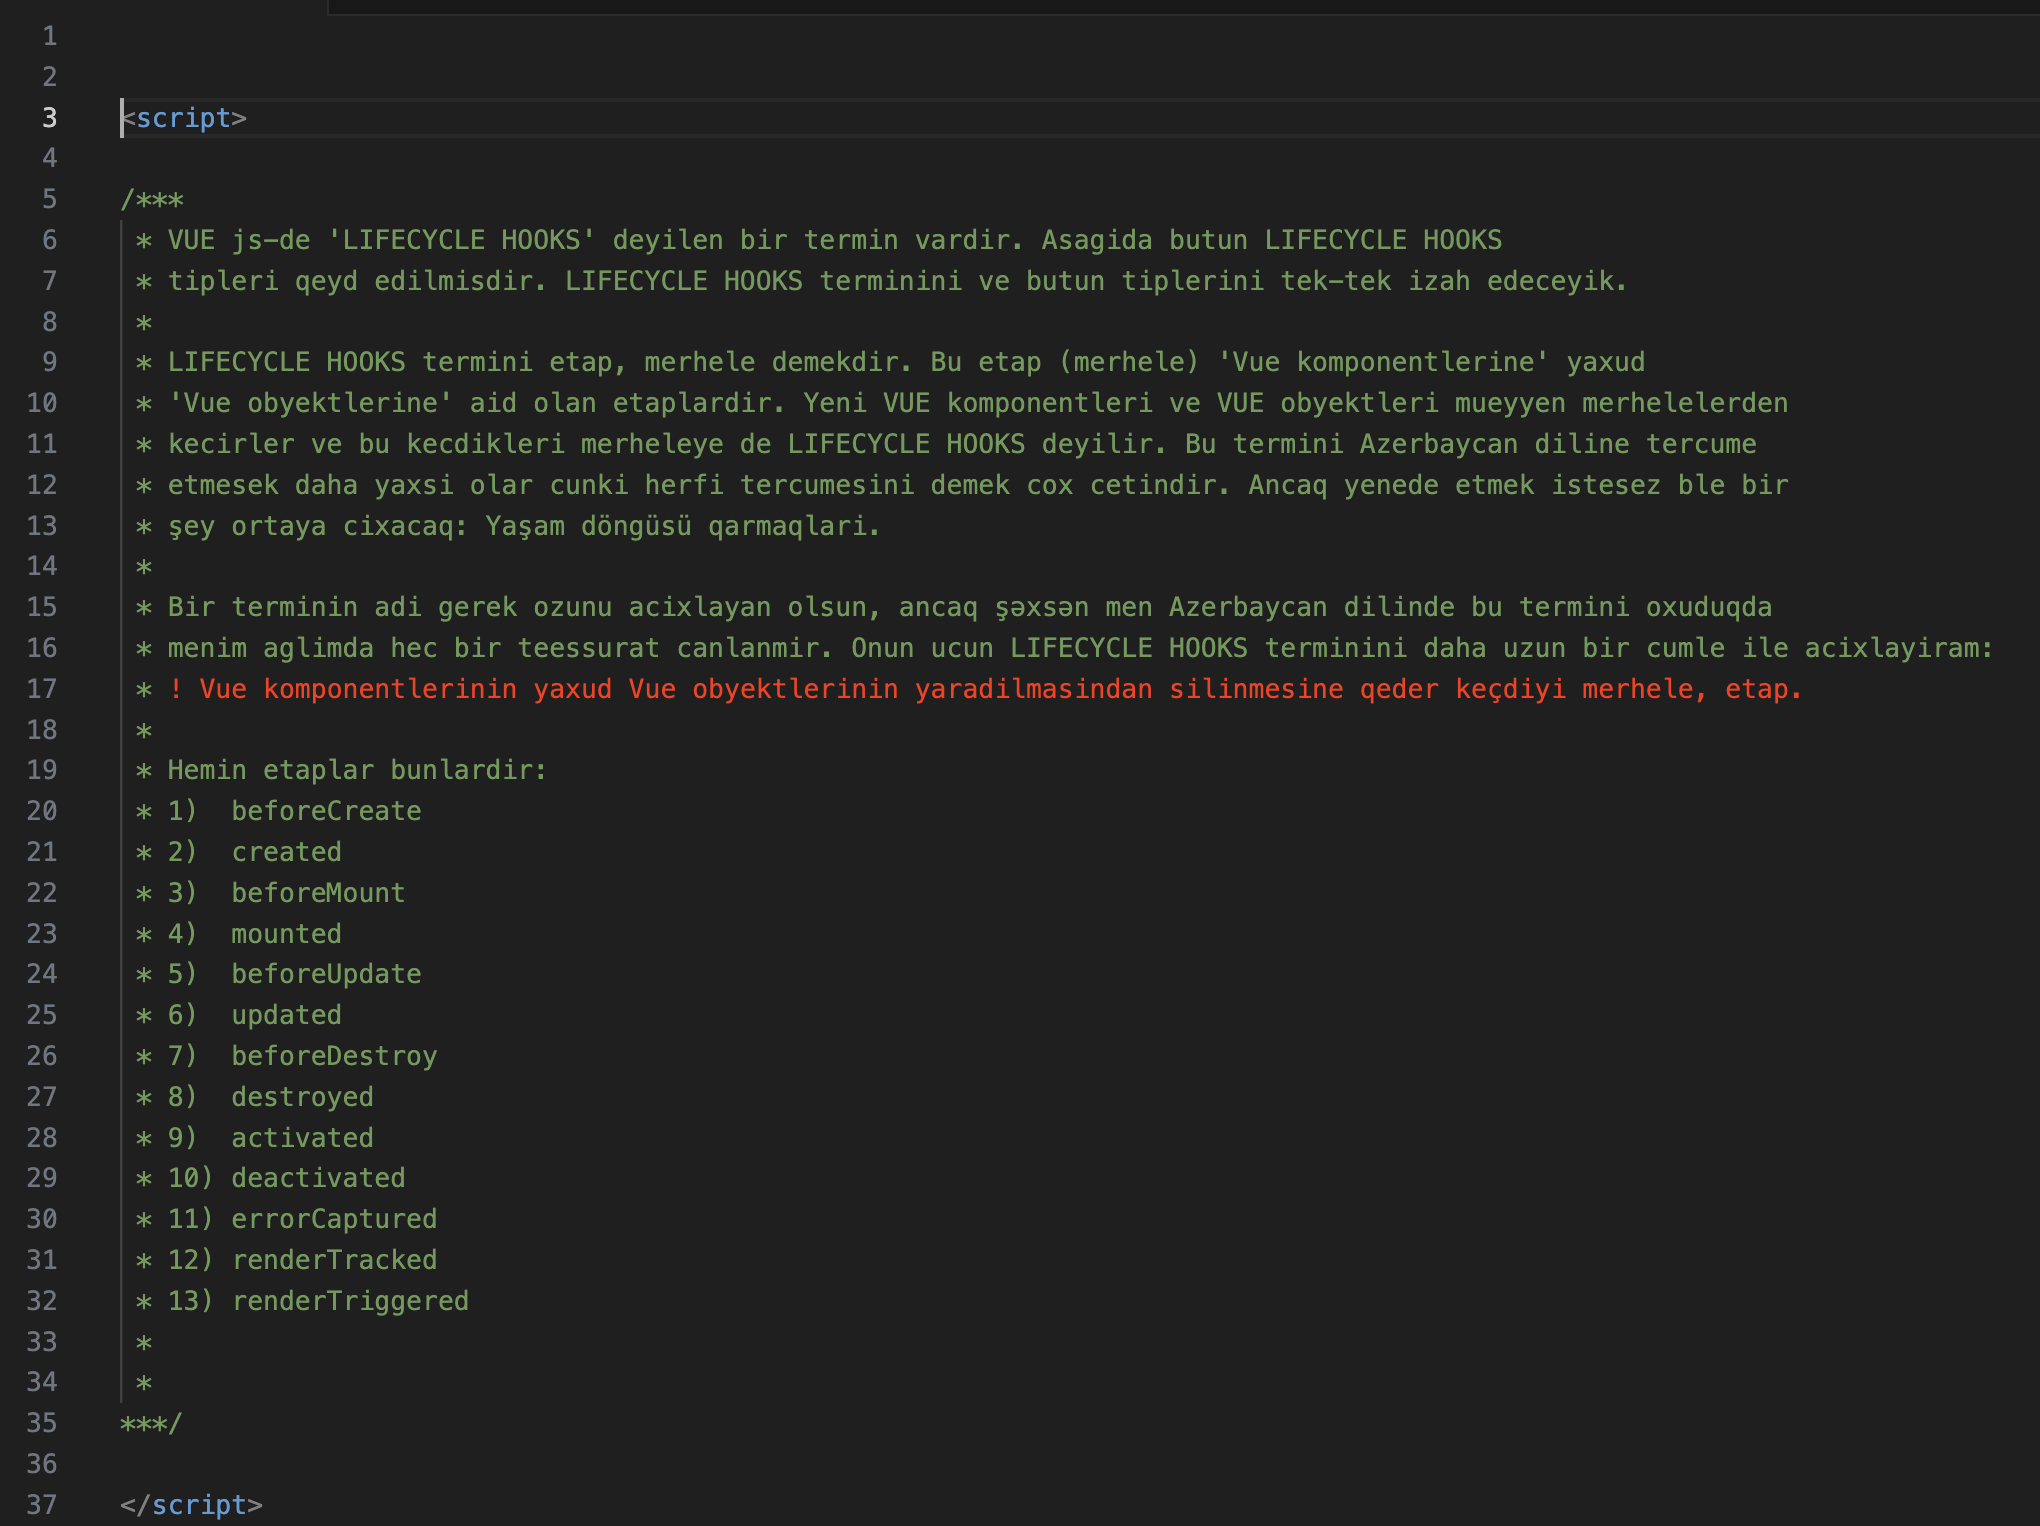 1
2
3 <script>
4
5 /***
6 * VUE js-de 'LIFECYCLE HOOKS' deyilen bir termin vardir. Asagida butun LIFECYCLE HOOKS
7 * tipleri qeyd edilmisdir. LIFECYCLE HOOKS terminini ve butun tiplerini tek-tek izah edeceyik.
8 *
9 * LIFECYCLE HOOKS termini etap, merhele demekdir. Bu etap (merhele) 'Vue komponentlerine' yaxud
10 * 'Vue obyektlerine' aid olan etaplardir. Yeni VUE komponentleri ve VUE obyektleri mueyyen merhelelerden
11 * kecirler ve bu kecdikleri merheleye de LIFECYCLE HOOKS deyilir. Bu termini Azerbaycan diline tercume
12 * etmesek daha yaxsi olar cunki herfi tercumesini demek cox cetindir. Ancaq yenede etmek istesez ble bir
13 * şey ortaya cixacaq: Yaşam döngüsü qarmaqlari.
14 *
15 * Bir terminin adi gerek ozunu acixlayan olsun, ancaq şəxsən men Azerbaycan dilinde bu termini oxuduqda
16 * menim aglimda hec bir teessurat canlanmir. Onun ucun LIFECYCLE HOOKS terminini daha uzun bir cumle ile acixlayiram:
17 * ! Vue komponentlerinin yaxud Vue obyektlerinin yaradilmasindan silinmesine qeder keçdiyi merhele, etap.
18 *
19 * Hemin etaplar bunlardir:
20 * 1) beforeCreate
21 * 2) created
22 * 3) beforeMount
23 * 4) mounted
24 * 5) beforeUpdate
25 * 6) updated
26 * 7) beforeDestroy
27 * 8) destroyed
28 * 9) activated
29 * 10) deactivated
30 * 11) errorCaptured
31 * 12) renderTracked
32 * 13) renderTriggered
33 *
34 *
35 ***/
36
37 </script>